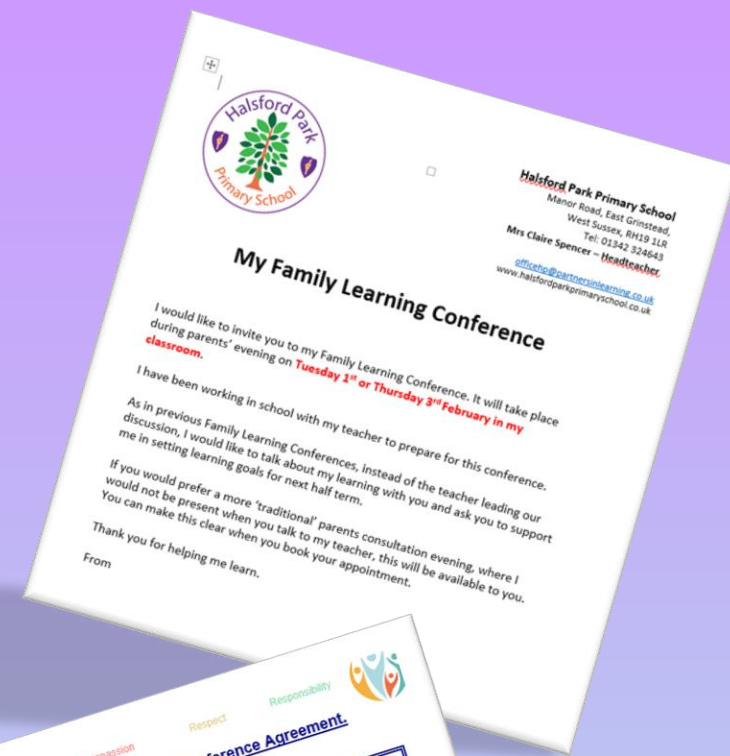 Halsford Park
Primary School
Halsford Park Primary School
Manor Road, East Grinstead,
West Sussex, RH19 1LR
Tel: 01342 324643
Mrs Claire Spencer – Headteacher
officehp@partnersinlearning.co.uk
www.halsfordparkprimaryschool.co.uk
My Family Learning Conference
I would like to invite you to my Family Learning Conference. It will take place
during parents’ evening on Tuesday 1st or Thursday 3rd February in my
classroom.
I have been working in school with my teacher to prepare for this conference.
As in previous Family Learning Conferences, instead of the teacher leading our
discussion, I would like to talk about my learning with you and ask you to support
me in setting learning goals for next half term.
If you would prefer a more ‘traditional’ parents consultation evening, where I
would not be present when you talk to my teacher, this will be available to you.
You can make this clear when you book your appointment.
Thank you for helping me learn.
From
Respect
Responsibility
Agreement.